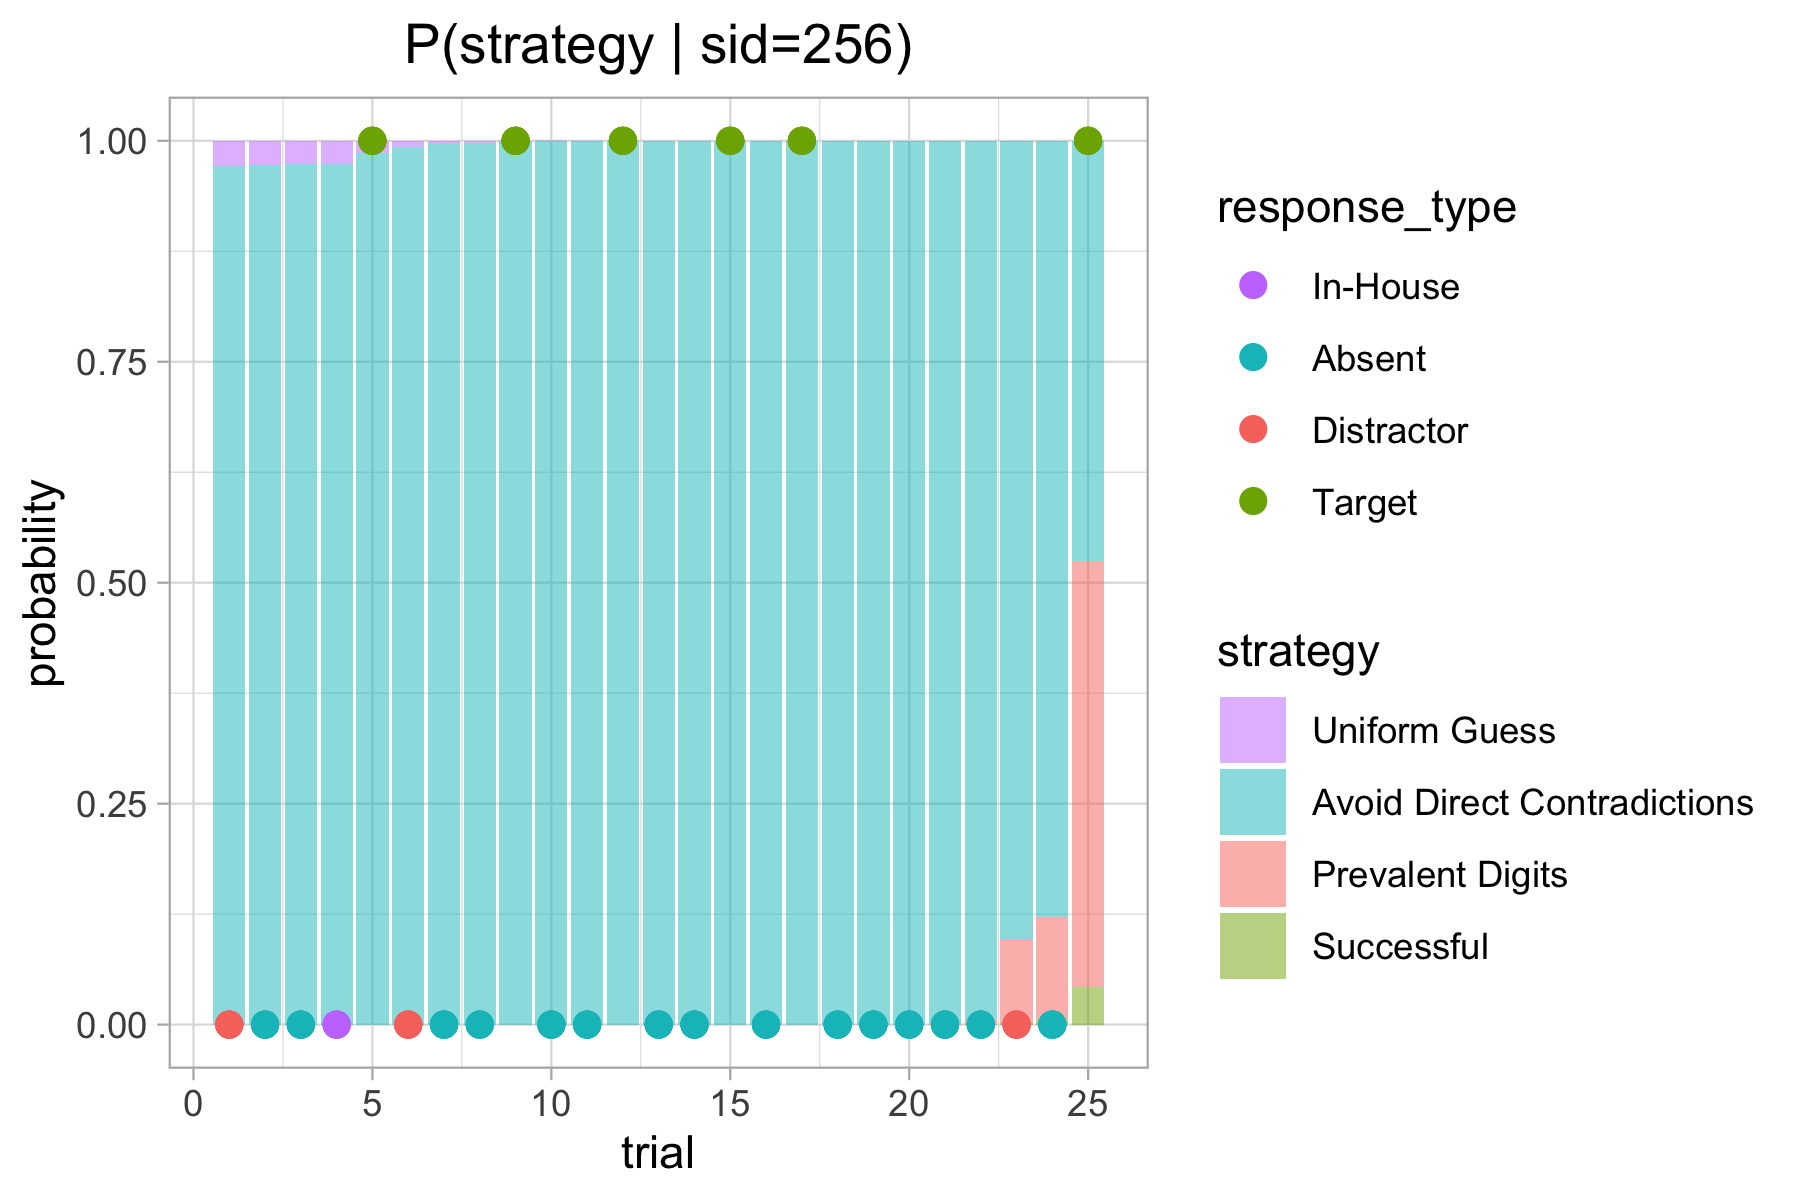 P(strategy | sid=256)
probability
1.00
0.75
0.50
0.25
0.00
0 5 10 15 20 25
trial
response_type
In-House
Absent
Distractor
Target
strategy
Uniform Guess
Avoid Direct Contradictions
Prevalent Digits
Successful